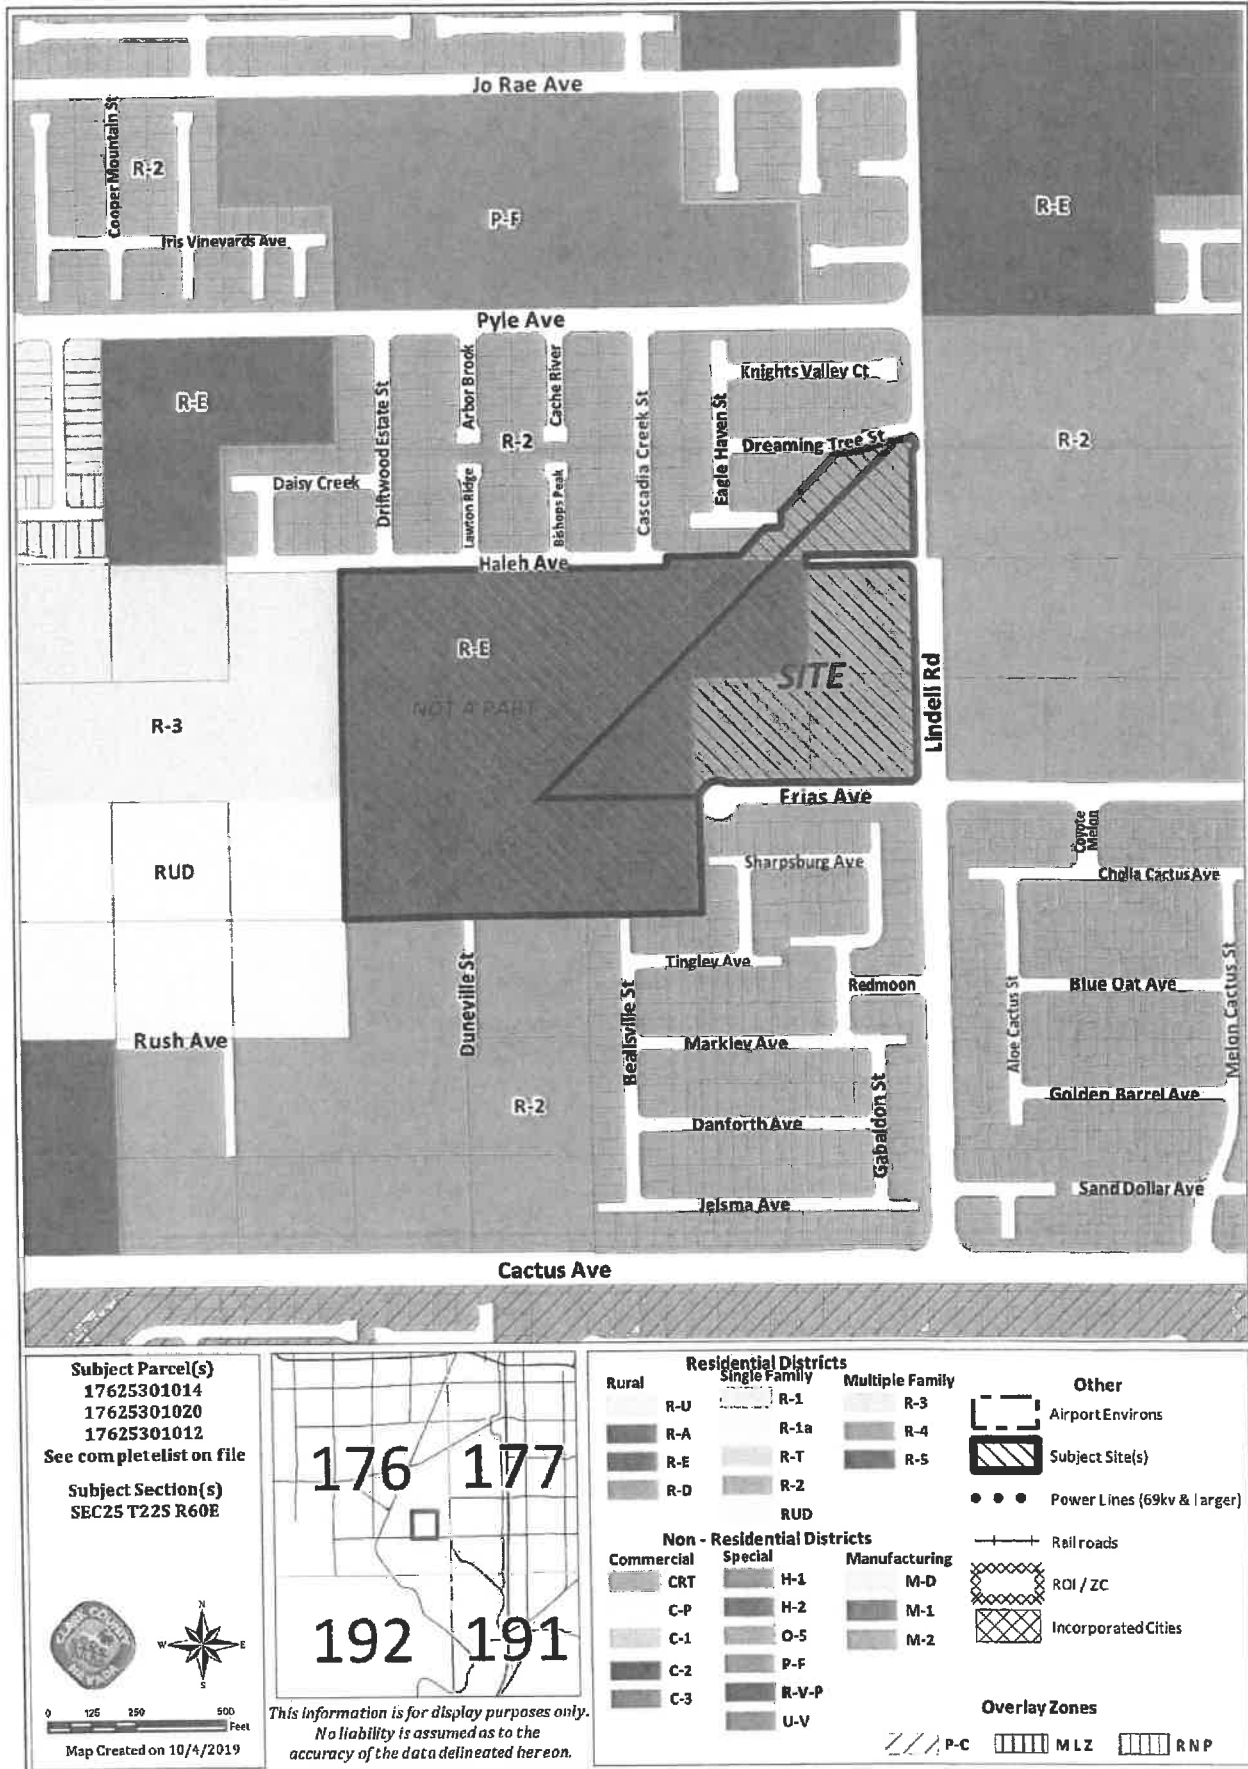 Jo Rae Ave
Cooper Mountain St
R-2
P-F
R-E
Iris Vineyards Ave
Pyle Ave
R-E
Driftwood Estate St
Arbor Brook
Cache River
R-2
Cascadia Creek St
Eagle Haven St
Knights Valley Ct
Dreaming Tree St
R-2
Daisy Creek
Lawton Ridge
Bishops Peak
Haleh Ave
R-E
SITE
NOT A PART
Lindell Rd
R-3
Frias Ave
RUD
Sharpsburg Ave
Coyote
Melon
Cholla Cactus Ave
Duneville St
Beallsville St
Tingley Ave
Redmoon
Aloe Cactus St
Blue Oat Ave
Melon Cactus St
Rush Ave
Markley Ave
R-2
Gabaldon St
Golden Barrel Ave
Danforth Ave
Jelsma Ave
Sand Dollar Ave
Cactus Ave
Subject Parcel(s)
17625301014
17625301020
17625301012
See completelist on file
Subject Section(s)
SEC25 T22S R60E
CLARK COUNTY
NEVADA
N
W
E
S
0 125 250 500
Feet
Map Created on 10/4/2019
176 177
192 191
This information is for display purposes only.
No liability is assumed as to the
accuracy of the data delineated hereon.
Residential Districts
Rural
R-U
R-A
R-E
R-D
Single Family
R-1
R-1a
R-T
R-2
RUD
Multiple Family
R-3
R-4
R-5
Non - Residential Districts
Commercial
CRT
C-P
C-1
C-2
C-3
Special
H-1
H-2
O-S
P-F
R-V-P
U-V
Manufacturing
M-D
M-1
M-2
Other
Airport Environs
Subject Site(s)
Power Lines (69kv & larger)
Railroads
ROI / ZC
Incorporated Cities
Overlay Zones
P-C MLZ RNP